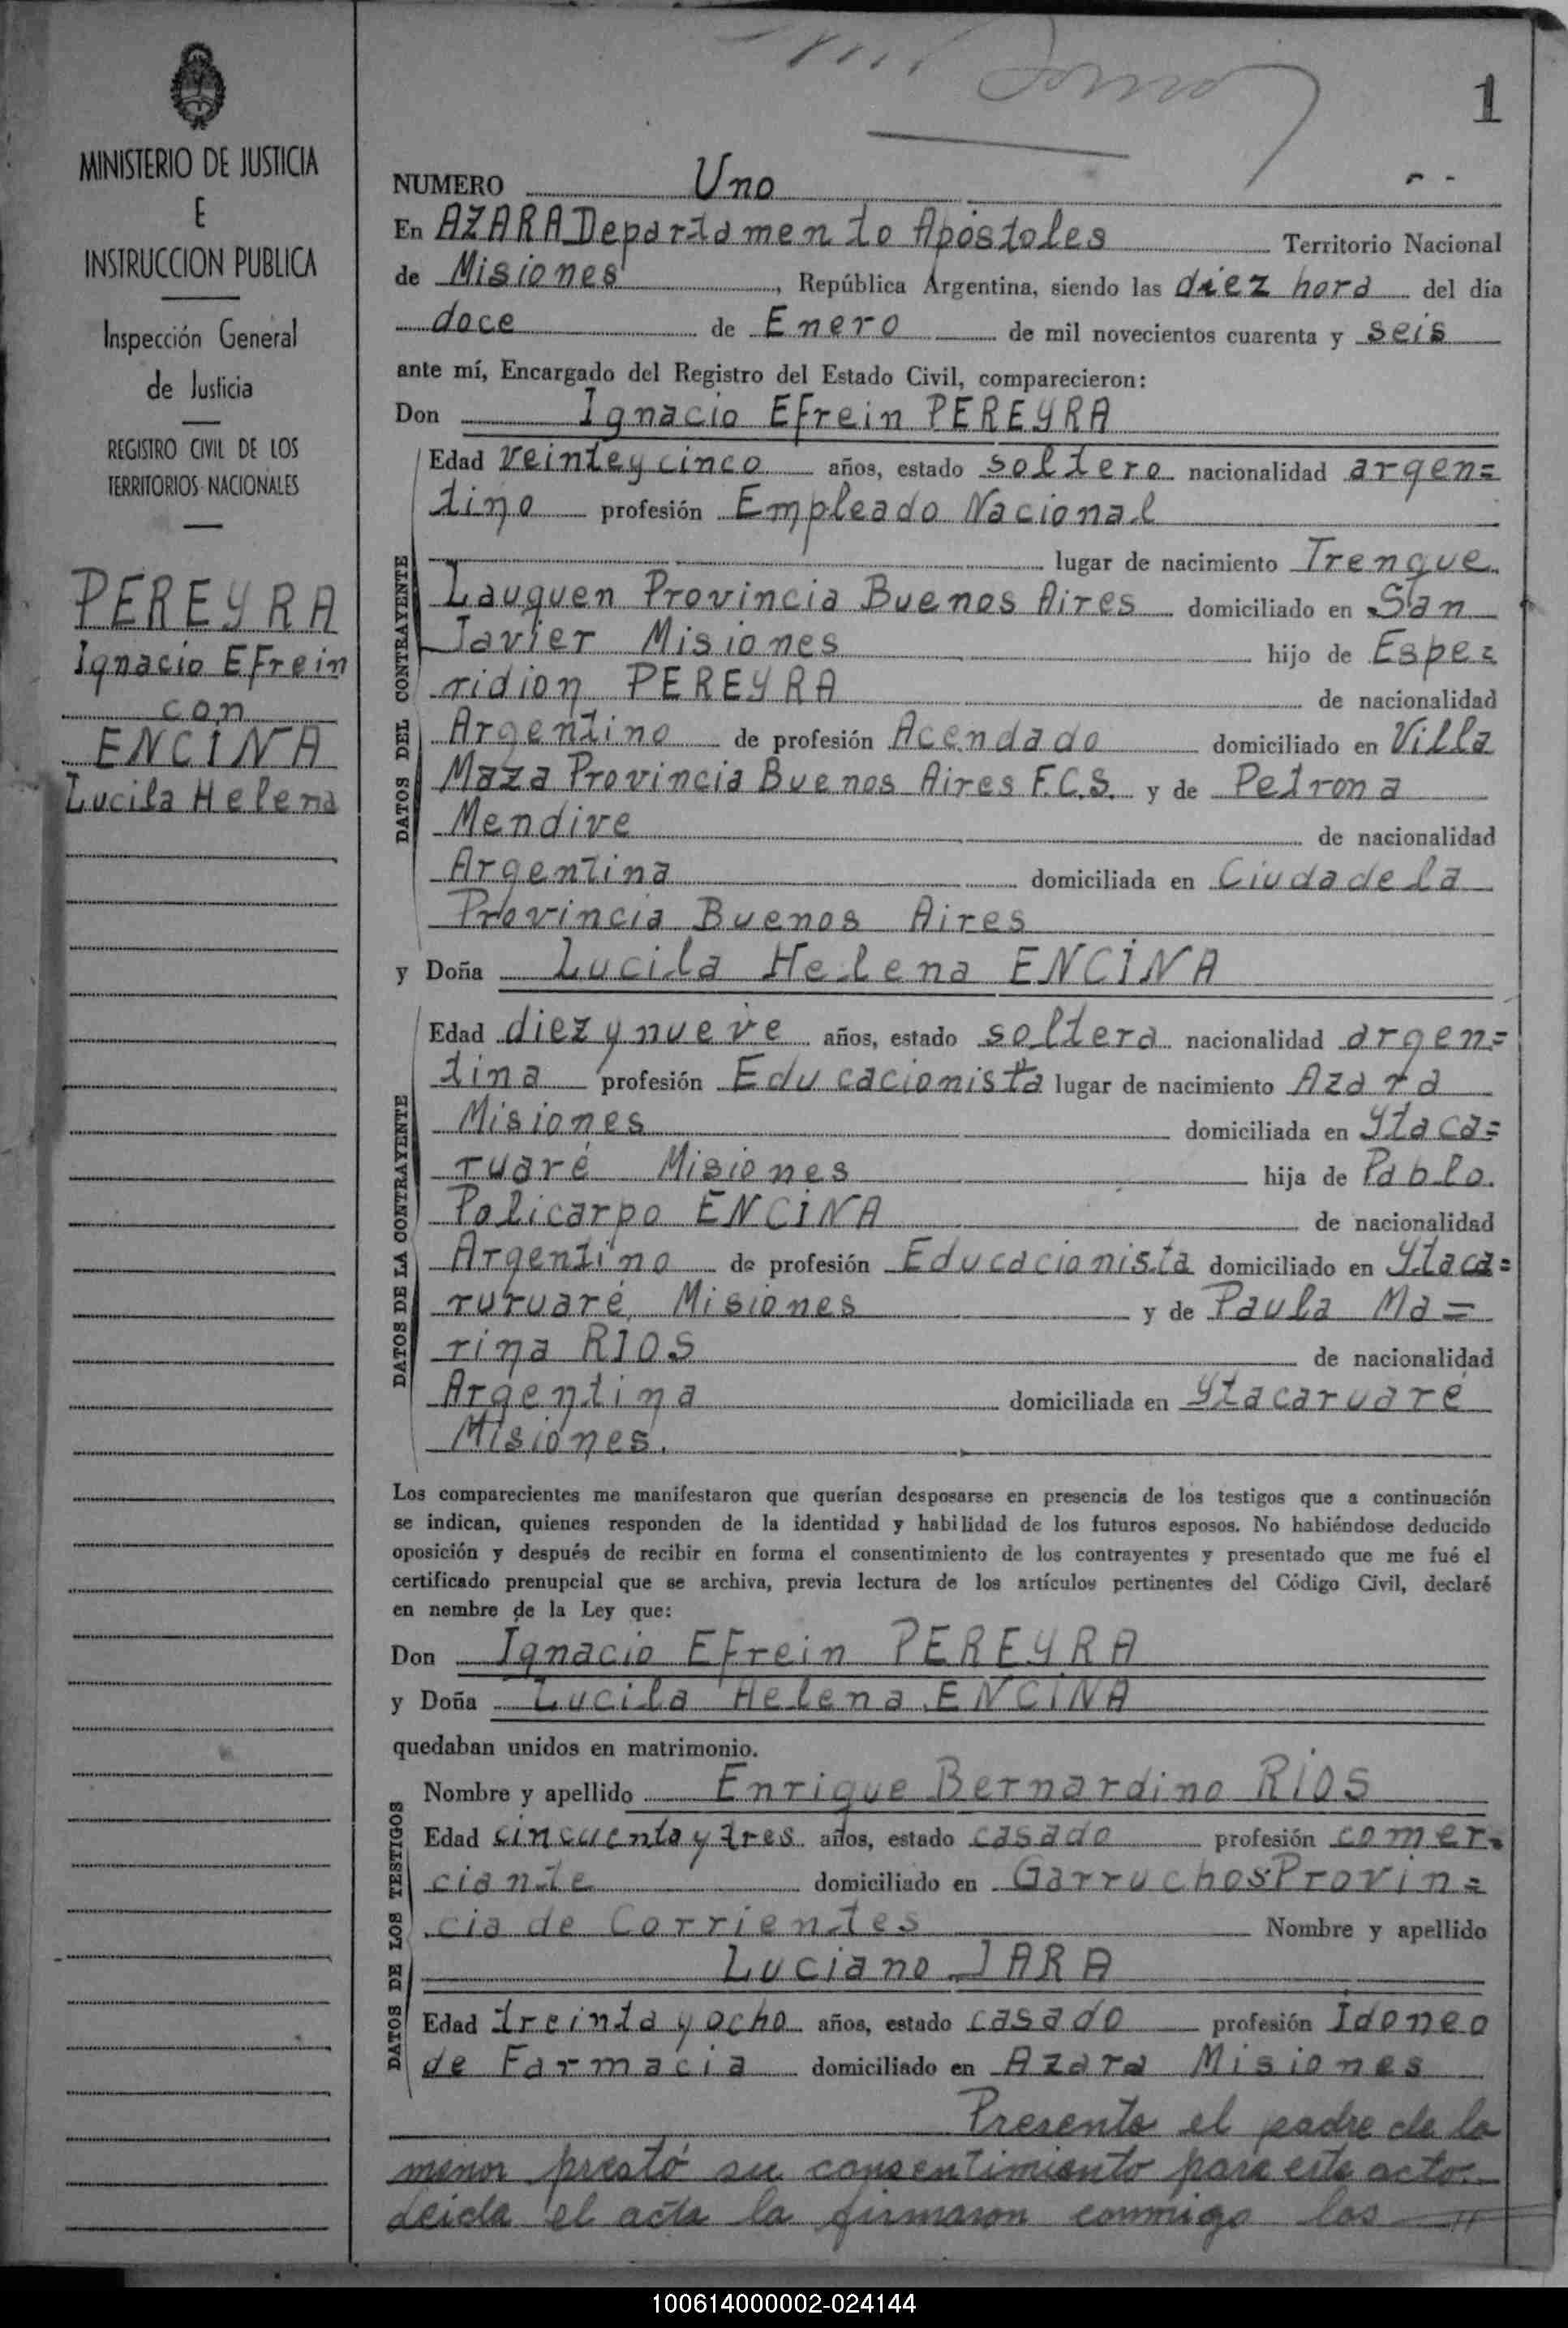 1
MINISTERIO DE JUSTICIA
E
INSTRUCCION PUBLICA
Inspección General
de Justicia
REGISTRO CIVIL DE LOS
TERRITORIOS NACIONALES
PEREYRA
Ignacio EFrein
con
ENCINA
Lucila Helena
NUMERO Uno
En AZARA Departamento Apóstoles Territorio Nacional
de Misiones, República Argentina, siendo las diez hora del día
doce de Enero de mil novecientos cuarenta y seis
ante mí, Encargado del Registro del Estado Civil, comparecieron:
Don Ignacio EFrein PEREYRA
DATOS DEL CONTRAYENTE
Edad veinteycinco años, estado soltero nacionalidad argen=
tino profesión Empleado Nacional
lugar de nacimiento Trenque
Lauquen Provincia Buenos Aires domiciliado en San
Javier Misiones hijo de Espe=
ridion PEREYRA de nacionalidad
Argentino de profesión Acendado domiciliado en Villa
Maza Provincia Buenos Aires F.C.S. y de Petrona
Mendive de nacionalidad
Argentina domiciliada en Ciudadela
Provincia Buenos Aires
y Doña Lucila Helena ENCINA
DATOS DE LA CONTRAYENTE
Edad diez y nueve años, estado soltera nacionalidad argen=
tina profesión Educacionista lugar de nacimiento Azara
Misiones domiciliada en Ytaca=
ruaré Misiones hija de Pablo
Policarpo ENCINA de nacionalidad
Argentino de profesión Educacionista domiciliado en Ytaca=
ruruaré, Misiones y de Paula Ma=
rina RIOS de nacionalidad
Argentina domiciliada en Ytacaruaré
Misiones.
Los comparecientes me manifestaron que querían desposarse en presencia de los testigos que a continuación
se indican, quienes responden de la identidad y habilidad de los futuros esposos. No habiéndose deducido
oposición y después de recibir en forma el consentimiento de los contrayentes y presentado que me fué el
certificado prenupcial que se archiva, previa lectura de los artículos pertinentes del Código Civil, declaré
en nombre de la Ley que:
Don Ignacio EFrein PEREYRA
y Doña Lucila Helena ENCINA
quedaban unidos en matrimonio.
DATOS DE LOS TESTIGOS
Nombre y apellido Enrique Bernardino RIOS
Edad cincuenta y tres años, estado casado profesión comer=
ciante domiciliado en Garruchos Provin=
cia de Corrientes Nombre y apellido
Luciano JARA
Edad treinta y ocho años, estado casado profesión Idoneo
de Farmacia domiciliado en Azara Misiones
Presente el padre de la
menor prestó su consentimiento para este acto.
Leida el acta la firmaron conmigo los
100614000002-024144